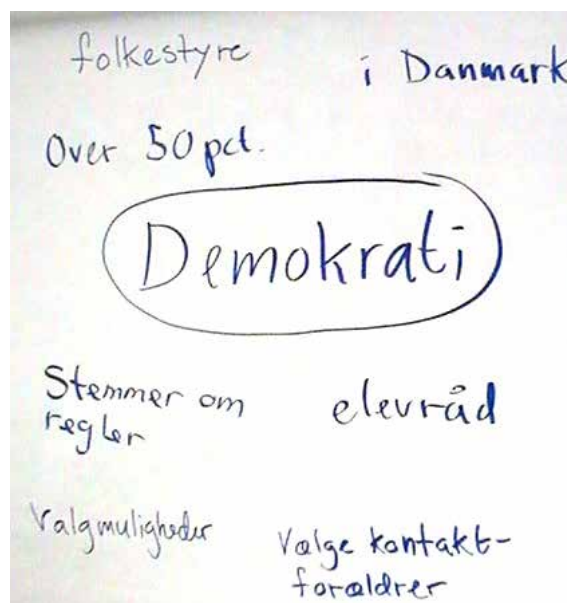 folkestyre
i Danmark
Over 50 pct.
Demokrati
Stemmer om
regler
elevråd
Valgmuligheder
Vælge kontakt-
forældrer